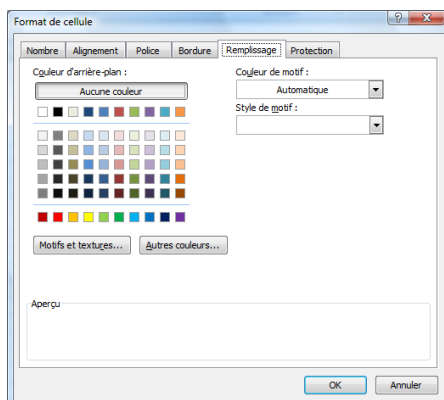 Format de cellule
Nombre Alignement Police Bordure Remplissage Protection
Couleur d'arrière-plan :
Aucune couleur
Couleur de motif :
Automatique
Style de motif :
Motifs et textures... Autres couleurs...
Aperçu
OK Annuler